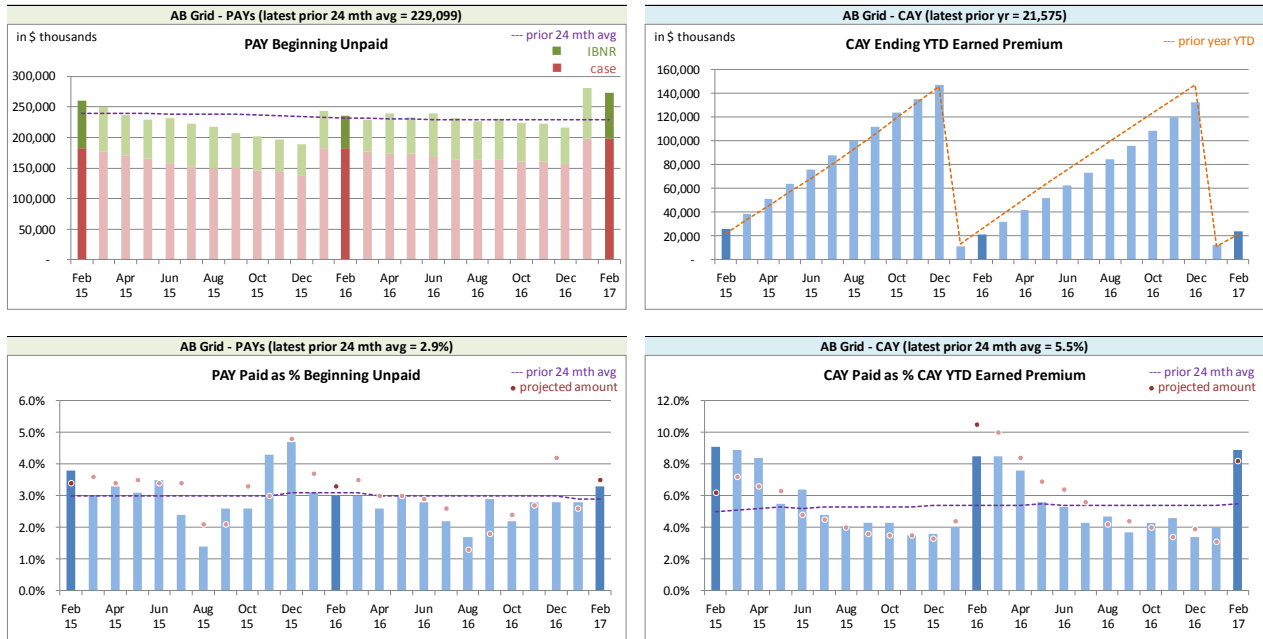 AB Grid - PAYs (latest prior 24 mth avg = 229,099)
in $ thousands
PAY Beginning Unpaid
--- prior 24 mth avg
IBNR
case
300,000
250,000
200,000
150,000
100,000
50,000
-
Feb Apr Jun Aug Oct Dec Feb Apr Jun Aug Oct Dec Feb
15 15 15 15 15 15 16 16 16 16 16 16 17
AB Grid - CAY (latest prior yr = 21,575)
in $ thousands
CAY Ending YTD Earned Premium
--- prior year YTD
160,000
140,000
120,000
100,000
80,000
60,000
40,000
20,000
-
Feb Apr Jun Aug Oct Dec Feb Apr Jun Aug Oct Dec Feb
15 15 15 15 15 15 16 16 16 16 16 16 17
AB Grid - PAYs (latest prior 24 mth avg = 2.9%)
PAY Paid as % Beginning Unpaid
--- prior 24 mth avg
projected amount
6.0%
5.0%
4.0%
3.0%
2.0%
1.0%
0.0%
Feb Apr Jun Aug Oct Dec Feb Apr Jun Aug Oct Dec Feb
15 15 15 15 15 15 16 16 16 16 16 16 17
AB Grid - CAY (latest prior 24 mth avg = 5.5%)
CAY Paid as % CAY YTD Earned Premium
--- prior 24 mth avg
projected amount
12.0%
10.0%
8.0%
6.0%
4.0%
2.0%
0.0%
Feb Apr Jun Aug Oct Dec Feb Apr Jun Aug Oct Dec Feb
15 15 15 15 15 15 16 16 16 16 16 16 17